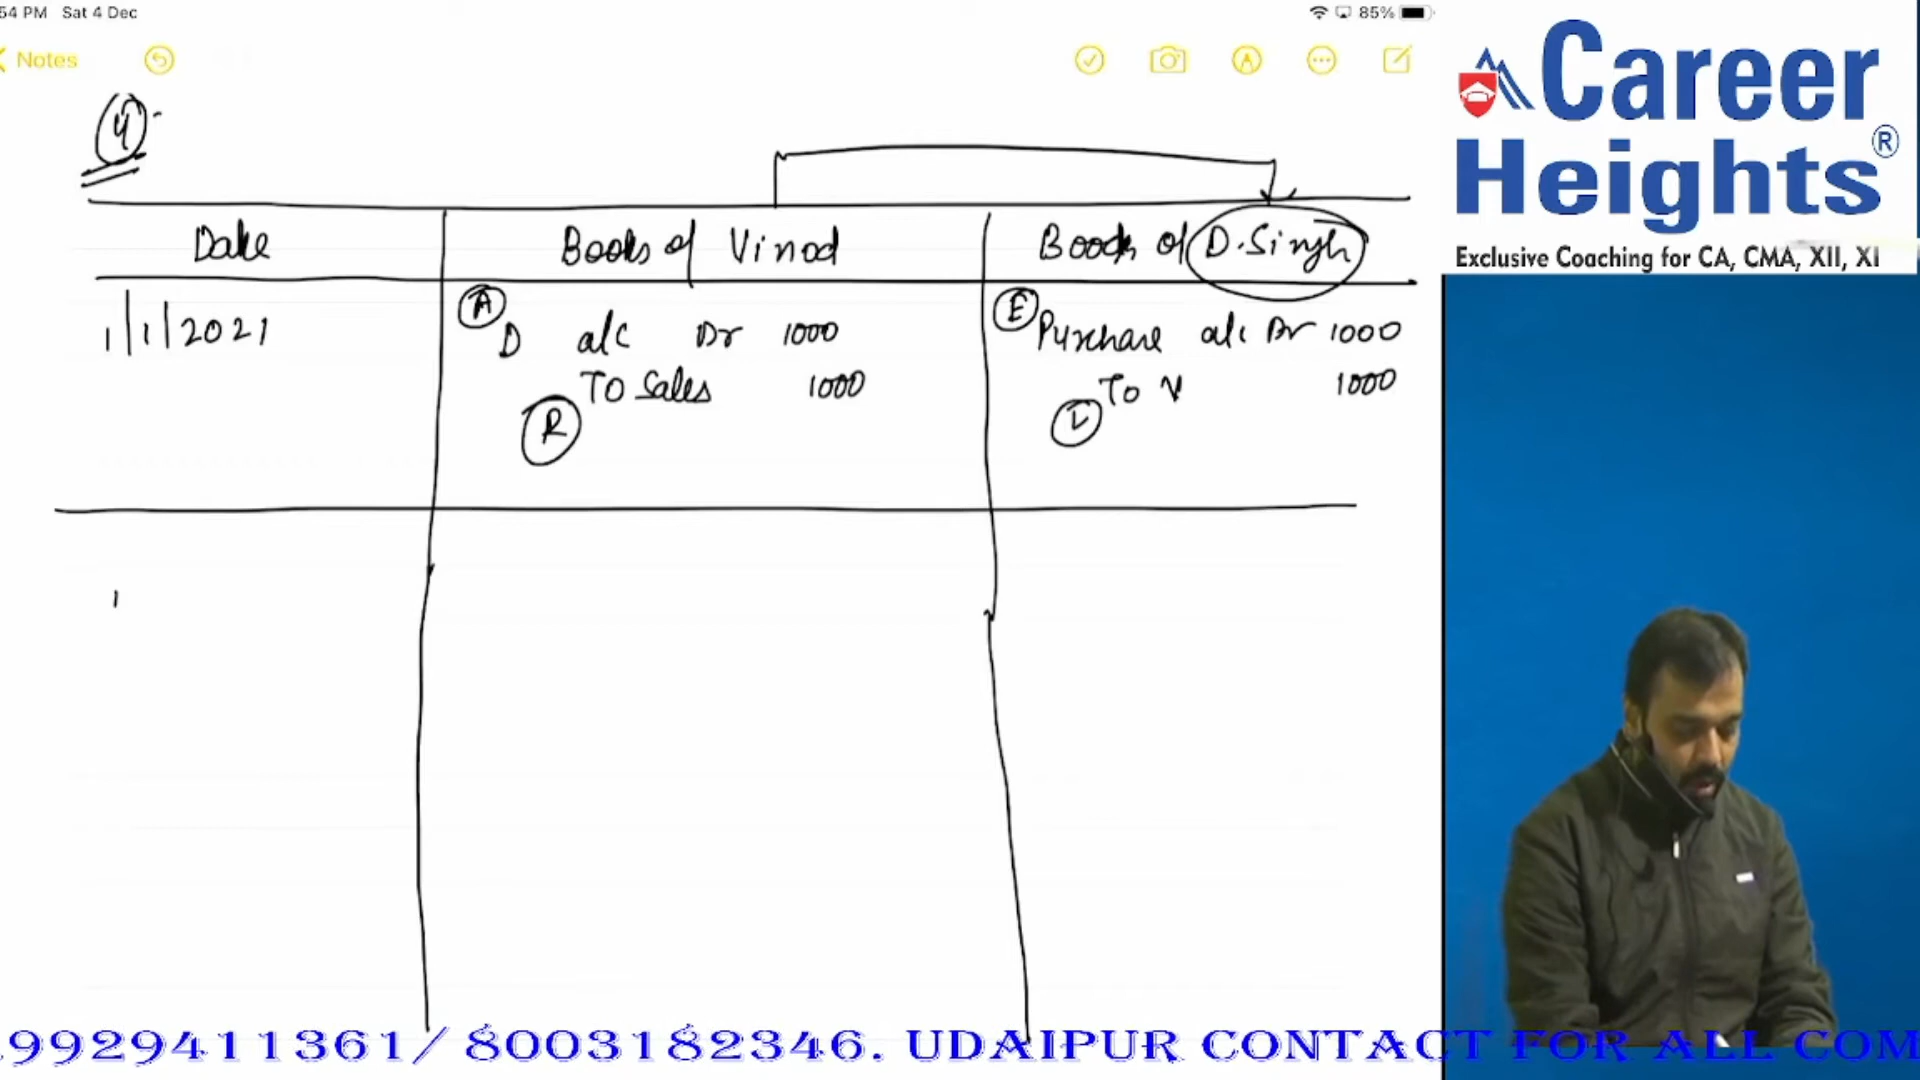 54 PM Sat 4 Dec
85%
Notes
4
Date
Books of Vinod
Books of D.Singh
1/1/2021
A
D a/c Dr 1000
To Sales 1000
R
E
Purchase a/c Dr 1000
To V 1000
L
Career
Heights®
Exclusive Coaching for CA, CMA, XII, XI
9929411361/ 8003182346. UDAIPUR CONTACT FOR ALL COM